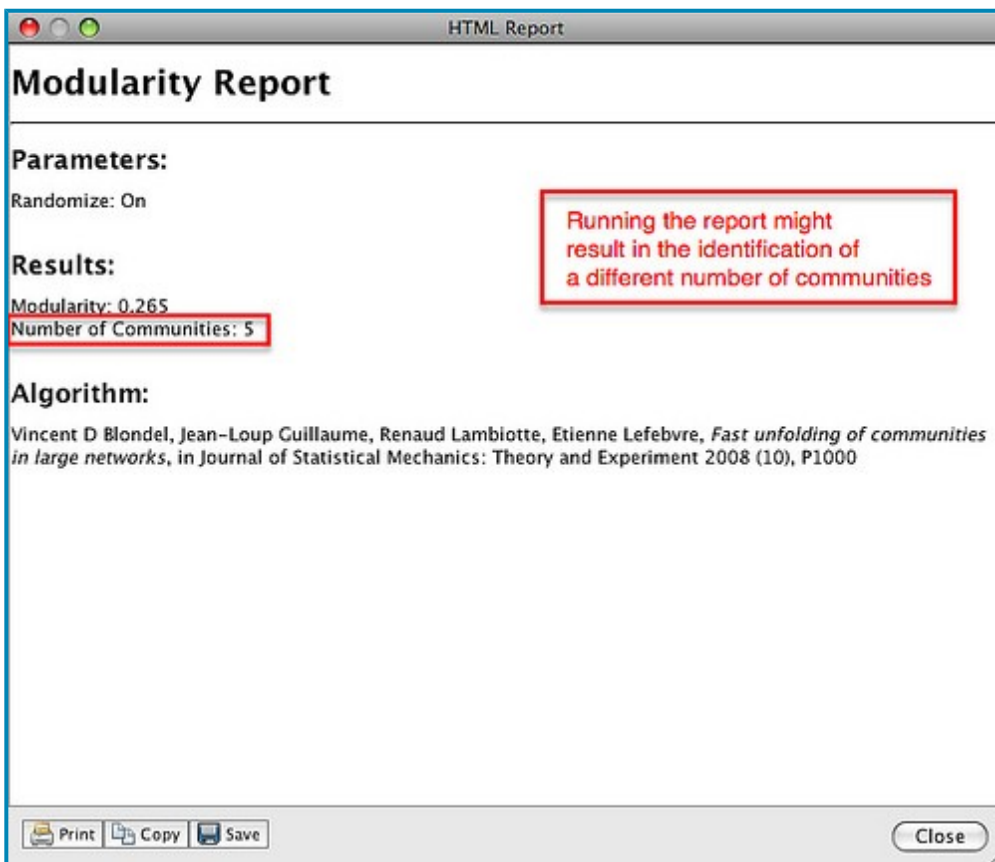 HTML Report
Modularity Report
Parameters:
Randomize: On
Running the report might
result in the identification of
a different number of communities
Results:
Modularity: 0.265
Number of Communities: 5
Algorithm:
Vincent D Blondel, Jean-Loup Guillaume, Renaud Lambiotte, Etienne Lefebvre, Fast unfolding of communities
in large networks, in Journal of Statistical Mechanics: Theory and Experiment 2008 (10), P1000
Print Copy Save Close